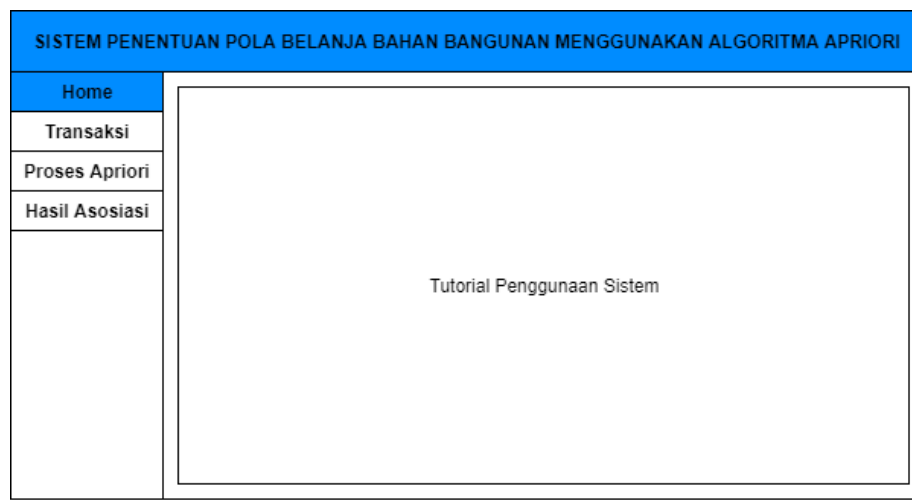 SISTEM PENENTUAN POLA BELANJA BAHAN BANGUNAN MENGGUNAKAN ALGORITMA APRIORI
Home
Transaksi
Proses Apriori
Hasil Asosiasi
Tutorial Penggunaan Sistem